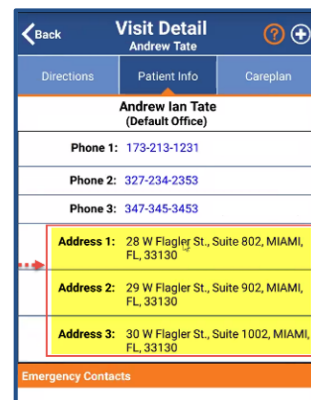 Back
Visit Detail
Andrew Tate
?
Directions
Patient Info
Careplan
Andrew Ian Tate
(Default Office)
Phone 1: 173-213-1231
Phone 2: 327-234-2353
Phone 3: 347-345-3453
Address 1: 28 W Flagler St., Suite 802, MIAMI,
FL, 33130
Address 2: 29 W Flagler St., Suite 902, MIAMI,
FL, 33130
Address 3: 30 W Flagler St., Suite 1002, MIAMI,
FL, 33130
Emergency Contacts